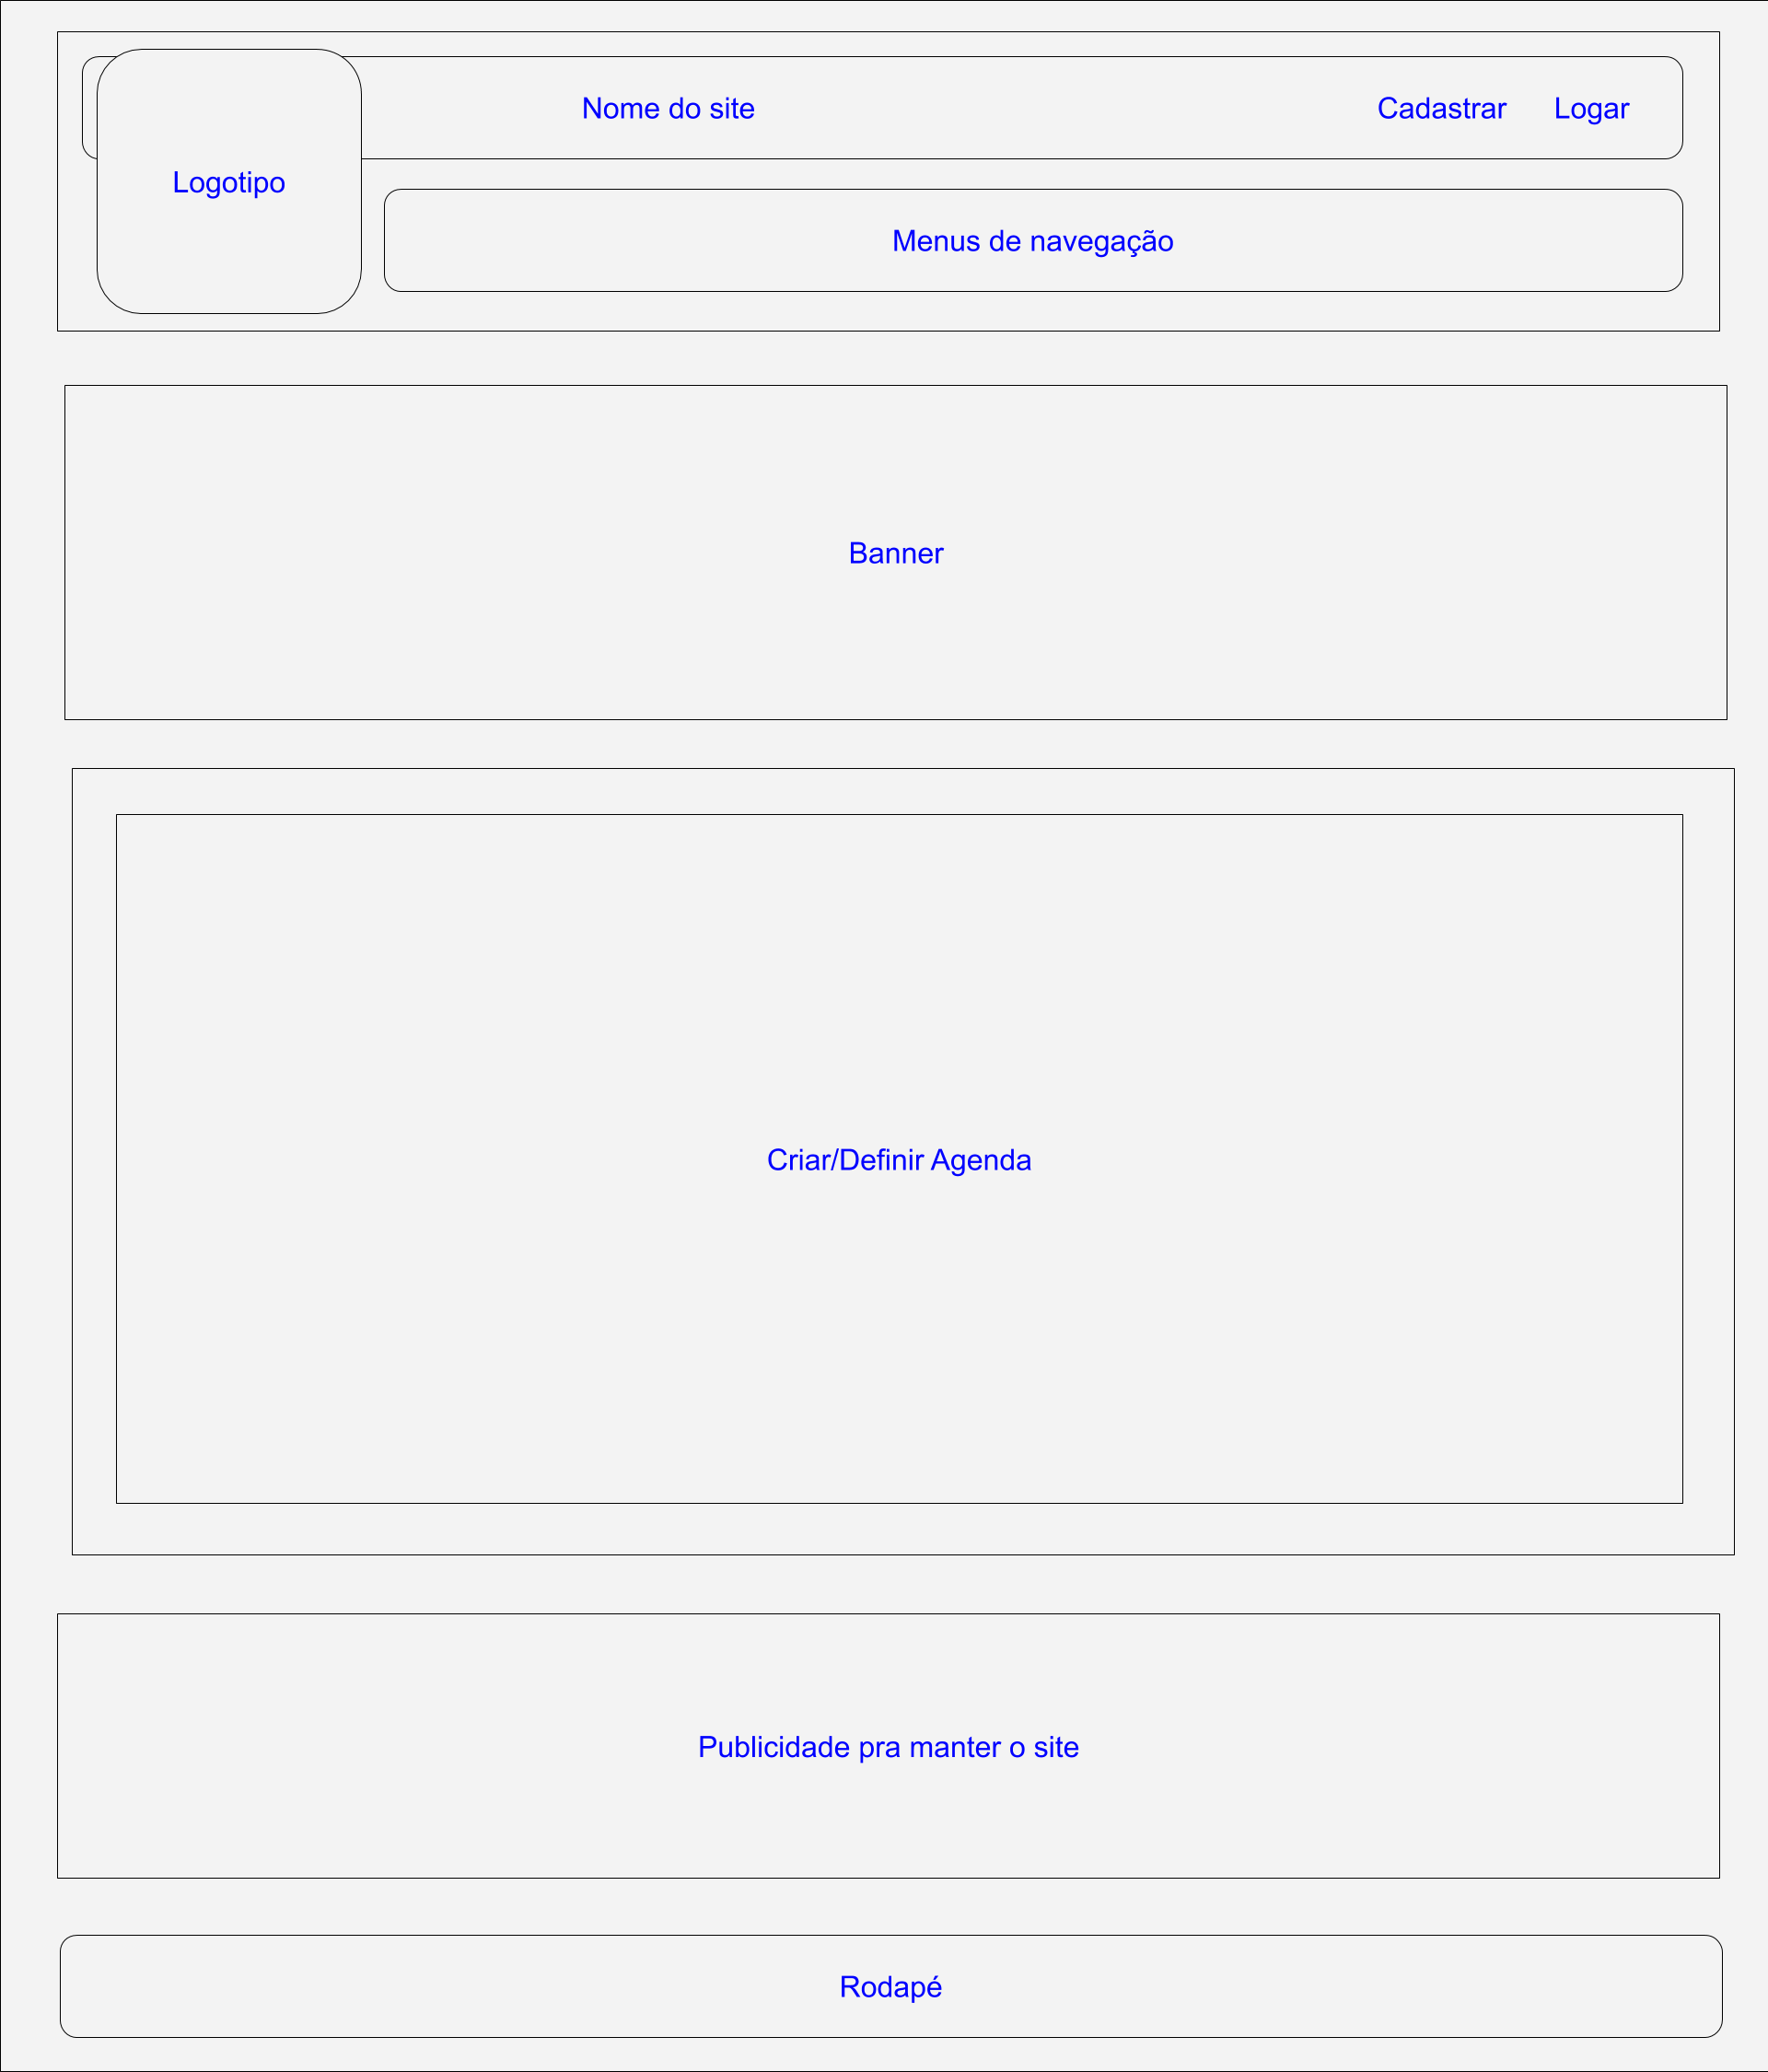 Nome do site
Cadastrar
Logar
Logotipo
Menus de navegação
Banner
Criar/Definir Agenda
Publicidade pra manter o site
Rodapé